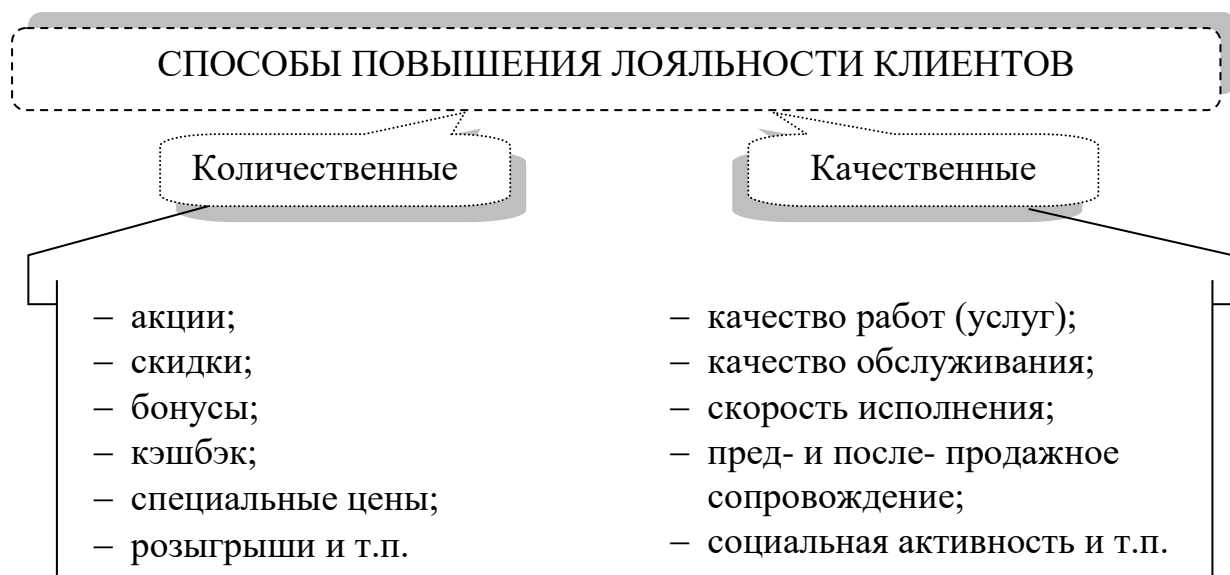 СПОСОБЫ ПОВЫШЕНИЯ ЛОЯЛЬНОСТИ КЛИЕНТОВ
Количественные
– акции;
– скидки;
– бонусы;
– кэшбэк;
– специальные цены;
– розыгрыши и т.п.
Качественные
– качество работ (услуг);
– качество обслуживания;
– скорость исполнения;
– пред- и после- продажное
сопровождение;
– социальная активность и т.п.